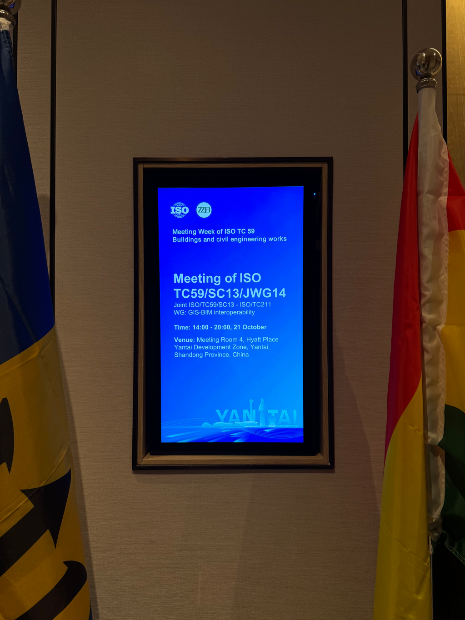 ISO
Meeting Week of ISO TC 59
Buildings and civil engineering works
Meeting of ISO
TC59/SC13/JWG14
Joint ISO/TC59/SC13 - ISO/TC211
WG: GIS-BIM interoperability
Time: 14:00 - 20:00, 21 October
Venue: Meeting Room 4, Hyatt Place
Yantai Development Zone, Yantai,
Shandong Province, China
YANTAI